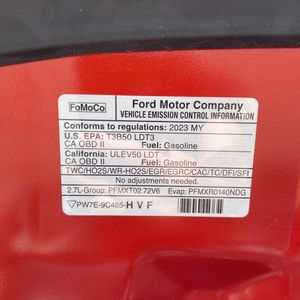 FoMoCo
Ford Motor Company
VEHICLE EMISSION CONTROL INFORMATION
Conforms to regulations: 2023 MY
U.S. EPA: T3B50 LDT3
CA OBD II Fuel: Gasoline
California: ULEV50 LDT
CA OBD II Fuel: Gasoline
TWC/HO2S/WR-HO2S/EGR/EGRC/CAC/TC/DFI/SFI
No adjustments needed.
2.7L-Group: PFMXT02.72V6 Evap: PFMXR0140NDG
PW7E-9C485-HVF